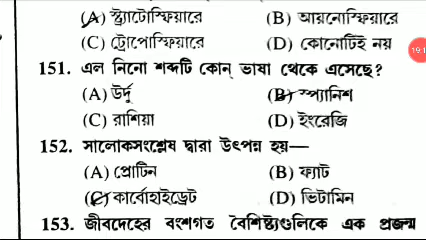 (A) স্ট্র্যাটোস্ফিয়ারে (B) আয়নোস্ফিয়ারে
(C) ট্রোপোস্ফিয়ারে (D) কোনোটিই নয়
151. এল নিনো শব্দটি কোন্ ভাষা থেকে এসেছে?
(A) উর্দু (B) স্প্যানিশ
(C) রাশিয়া (D) ইংরেজি
152. সালোকসংশ্লেষ দ্বারা উৎপন্ন হয়—
(A) প্রোটিন (B) ফ্যাট
(C) কার্বোহাইড্রেট (D) ভিটামিন
153. জীবদেহের বংশগত বৈশিষ্ট্যগুলিকে এক প্রজন্ম